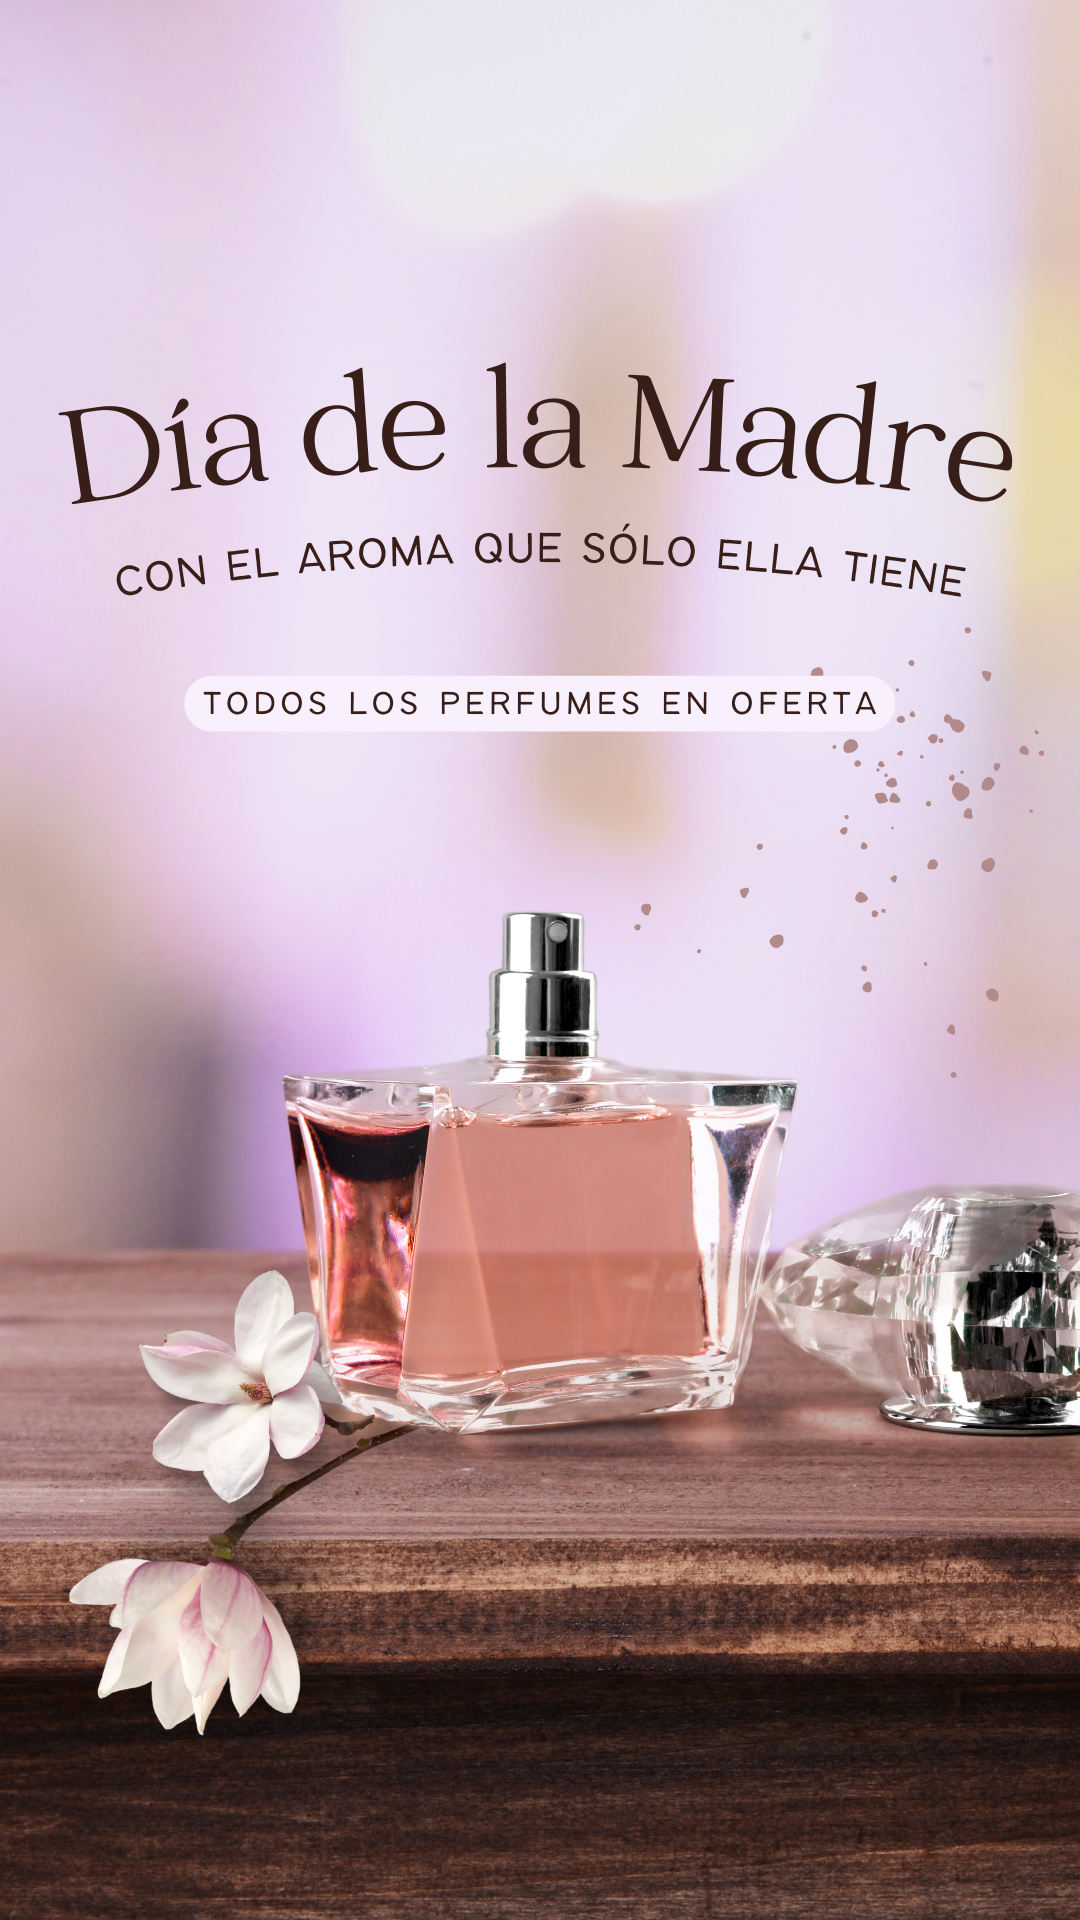 Día de la Madre
CON EL AROMA QUE SÓLO ELLA TIENE
TODOS LOS PERFUMES EN OFERTA